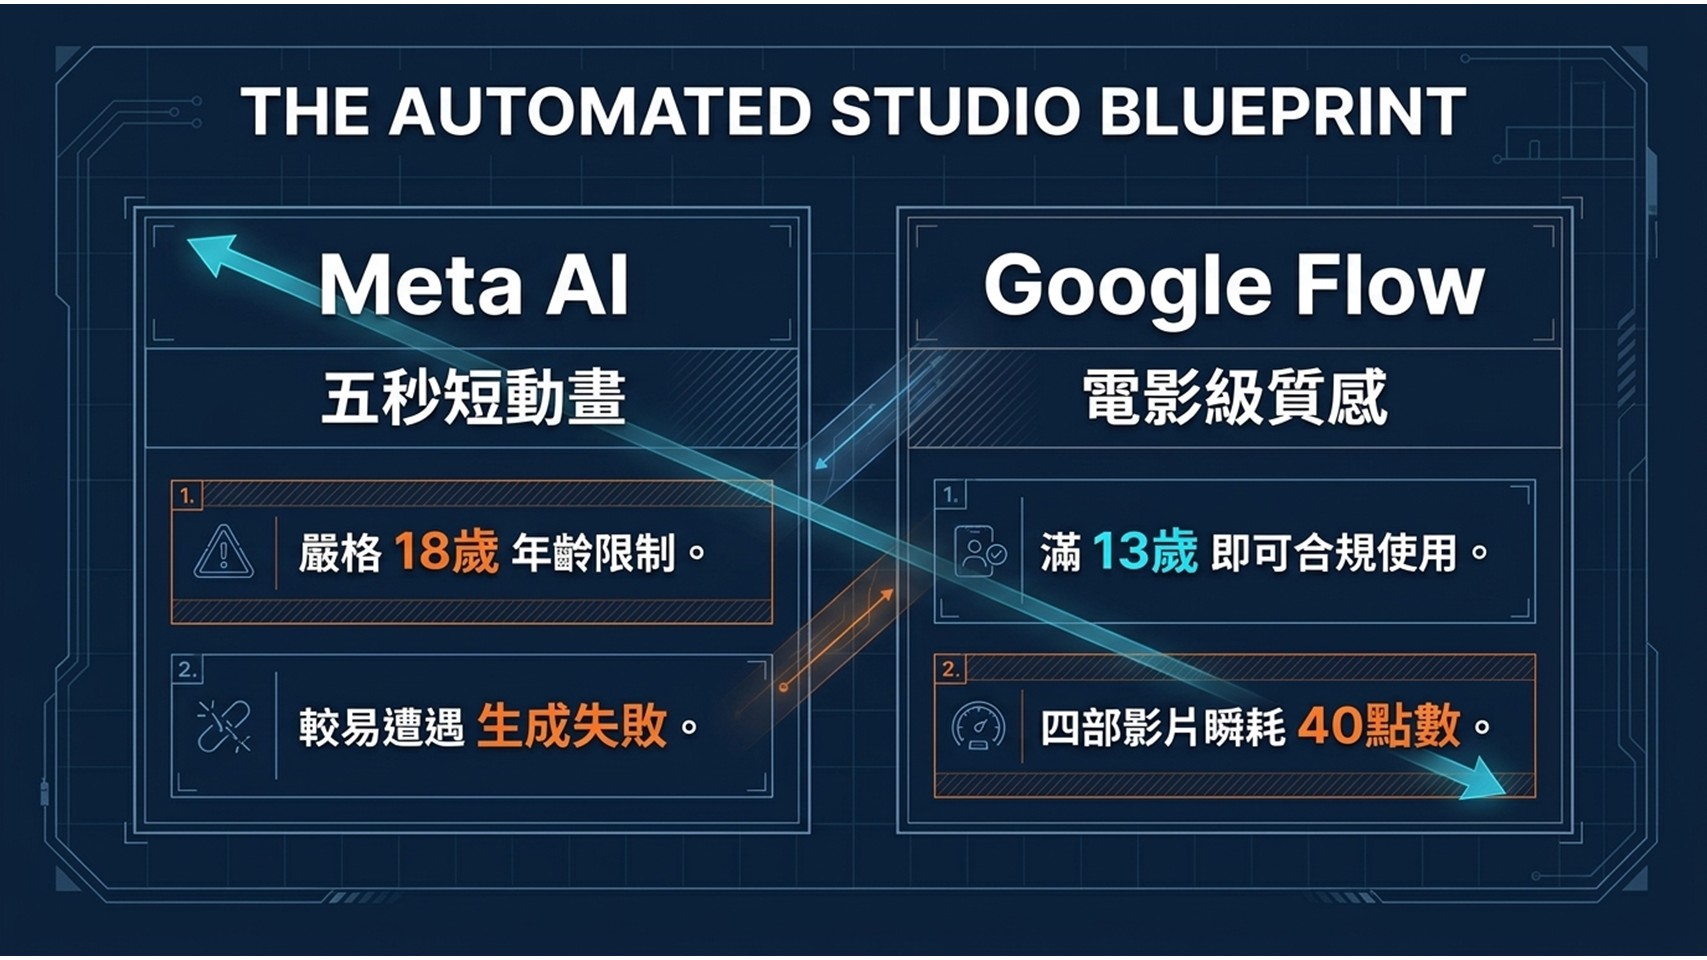 THE AUTOMATED STUDIO BLUEPRINT
Meta AI
五秒短動畫
1.
嚴格 18歲 年齡限制。
2.
較易遭遇 生成失敗。
Google Flow
電影級質感
1.
滿 13歲 即可合規使用。
2.
四部影片瞬耗 40點數。